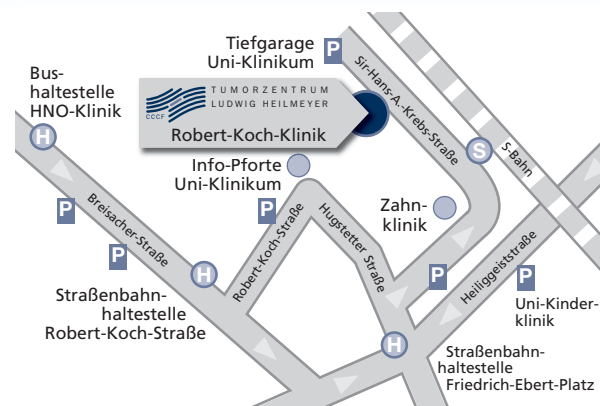 Tiefgarage
Uni-Klinikum
P
Bus-
haltestelle
HNO-Klinik
H
TUMORZENTRUM
LUDWIG HEILMEYER
CCCF
Robert-Koch-Klinik
Sir-Hans-A.-Krebs-Straße
S
S-Bahn
Info-Pforte
Uni-Klinikum
P
P
P
Breisacher-Straße
Robert-Koch-Straße
Hugstetter Straße
Zahn-
klinik
H
Straßenbahn-
haltestelle
Robert-Koch-Straße
P
Heiliggeiststraße
P
Uni-Kinder-
klinik
H
Straßenbahn-
haltestelle
Friedrich-Ebert-Platz